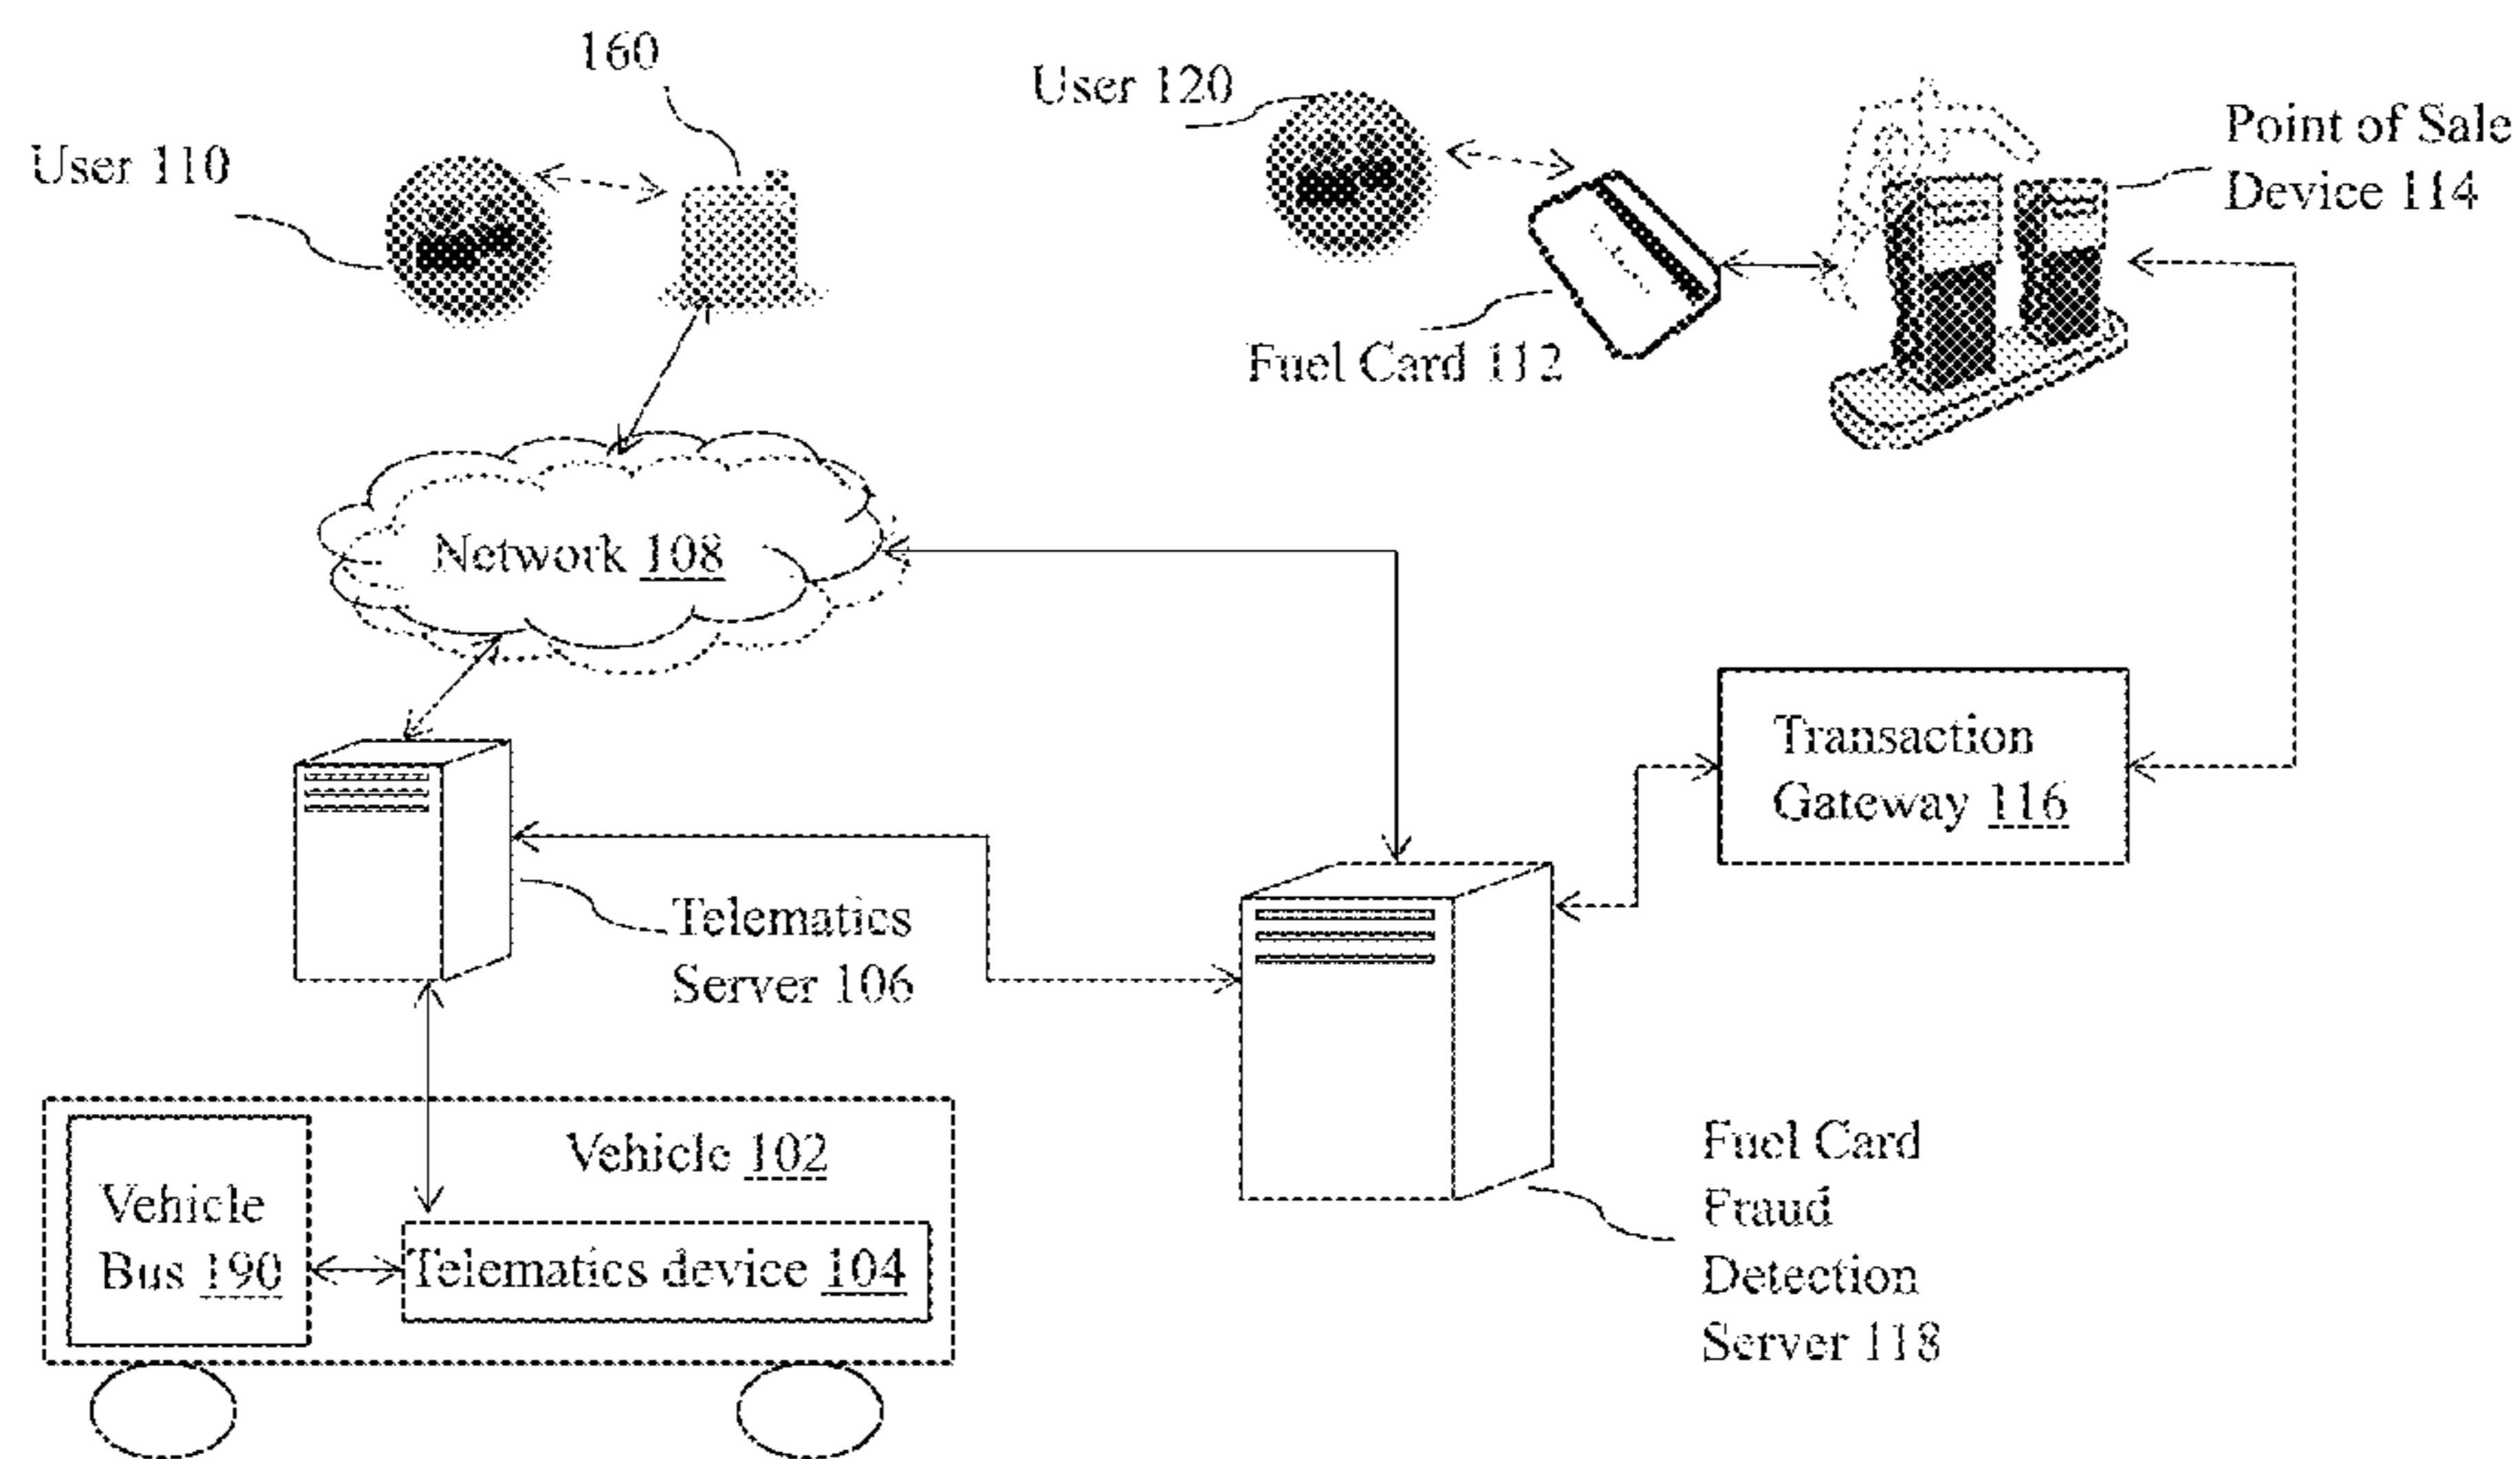 160
User 120
Point of Sale
Device 114
User 110
Fuel Card 112
Network 108
Transaction
Gateway 116
Telematics
Server 106
Vehicle 102
Vehicle
Bus 190
Telematics device 104
Fuel Card
Fraud
Detection
Server 118